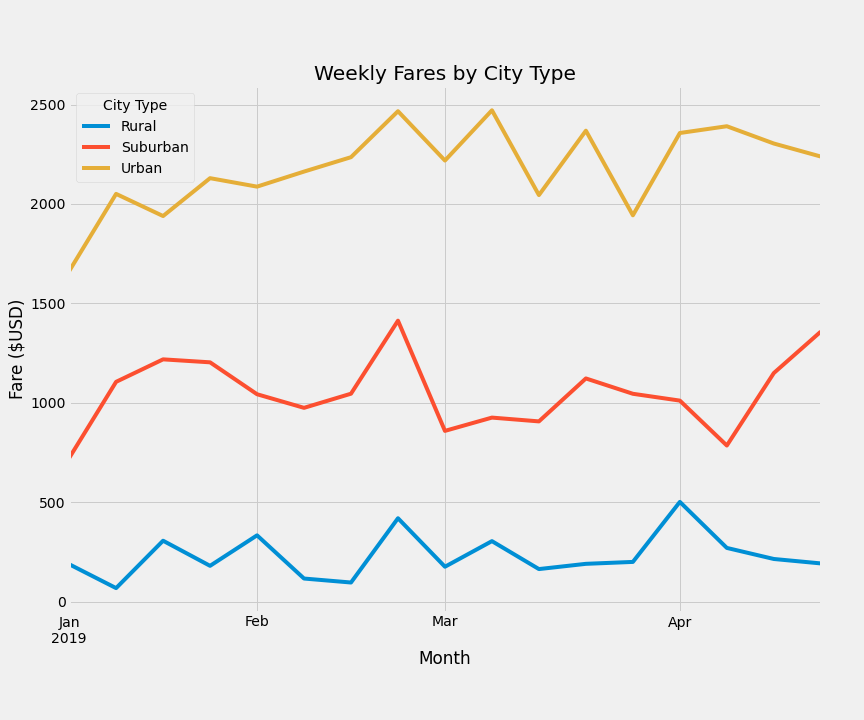 Weekly Fares by City Type
City Type
Rural
Suburban
Urban
2500
2000
1500
1000
500
0
Fare ($USD)
Jan
2019
Feb
Mar
Apr
Month